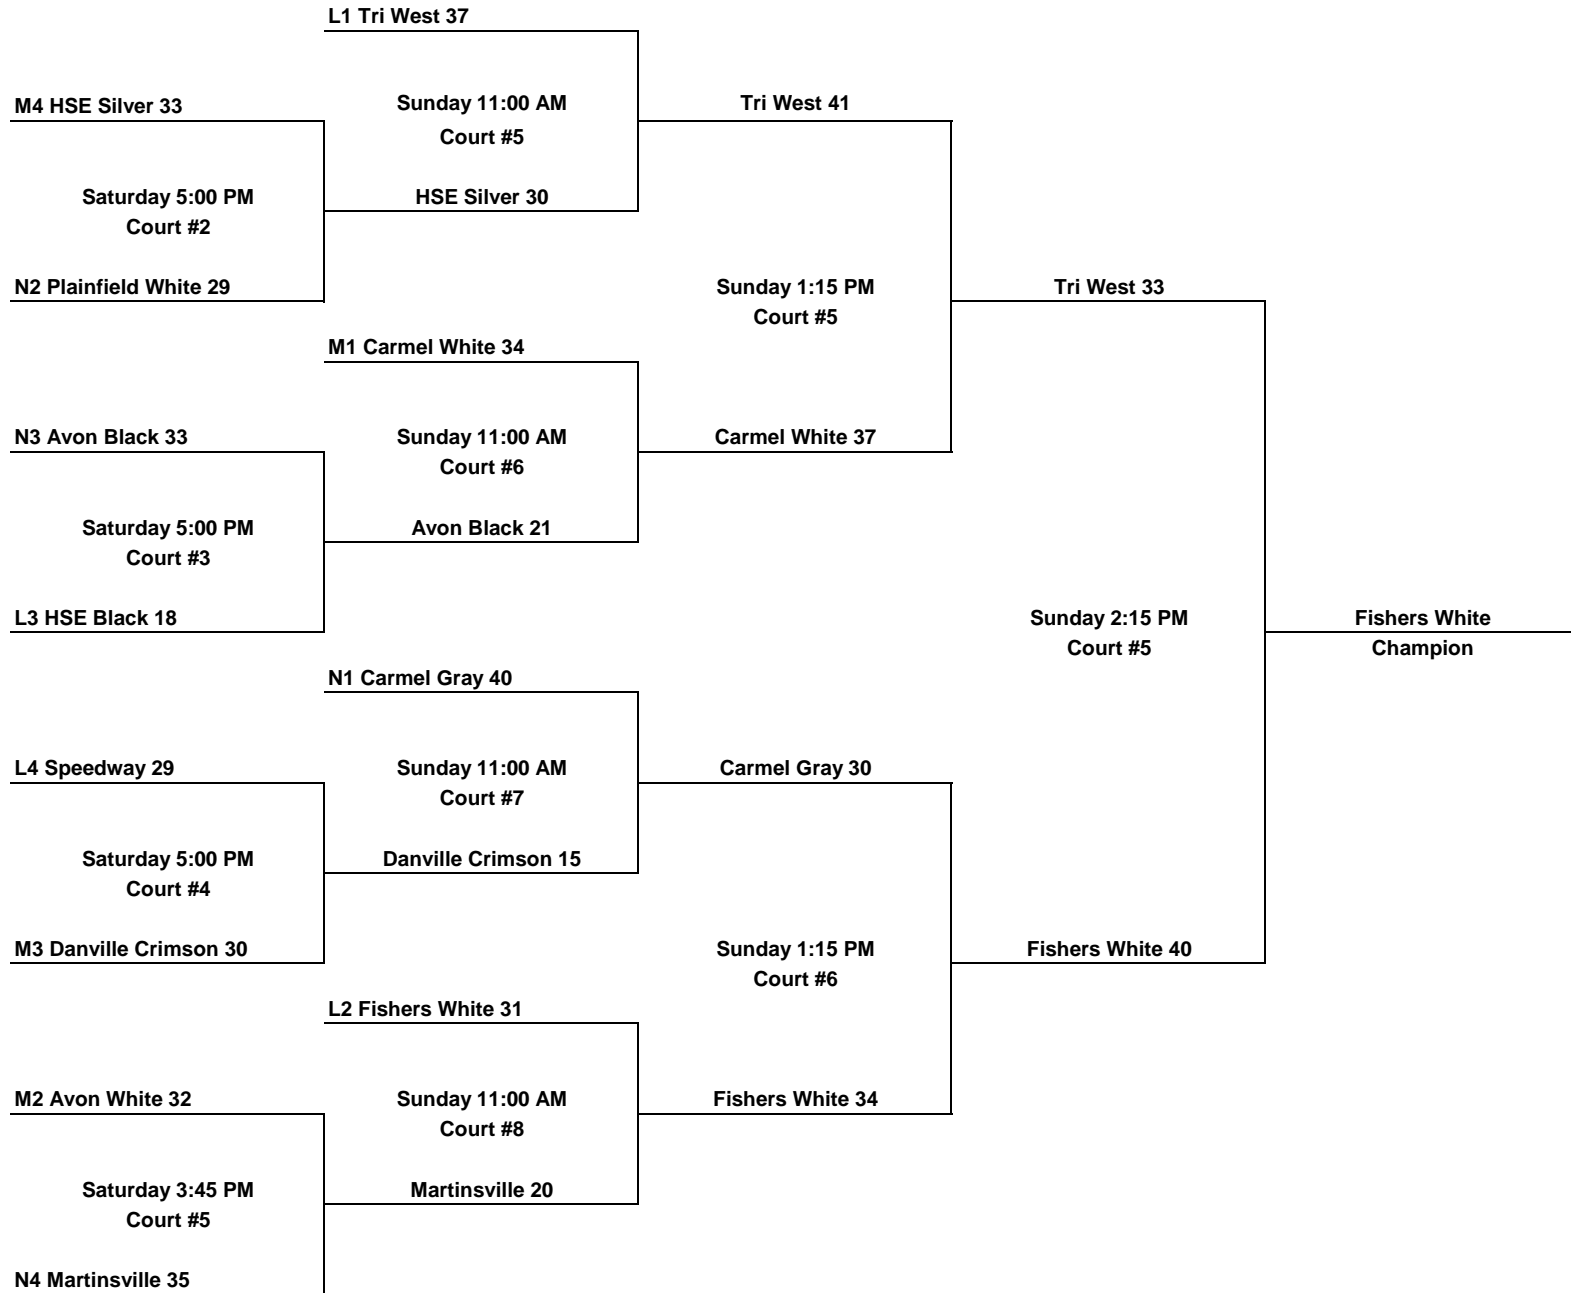 L1 Tri West 37
M4 HSE Silver 33
Sunday 11:00 AM
Court #5
Tri West 41
Saturday 5:00 PM
Court #2
HSE Silver 30
N2 Plainfield White 29
Sunday 1:15 PM
Court #5
Tri West 33
M1 Carmel White 34
N3 Avon Black 33
Sunday 11:00 AM
Court #6
Carmel White 37
Saturday 5:00 PM
Court #3
Avon Black 21
L3 HSE Black 18
Sunday 2:15 PM
Court #5
Fishers White
Champion
N1 Carmel Gray 40
L4 Speedway 29
Sunday 11:00 AM
Court #7
Carmel Gray 30
Saturday 5:00 PM
Court #4
Danville Crimson 15
M3 Danville Crimson 30
Sunday 1:15 PM
Court #6
Fishers White 40
L2 Fishers White 31
M2 Avon White 32
Sunday 11:00 AM
Court #8
Fishers White 34
Saturday 3:45 PM
Court #5
Martinsville 20
N4 Martinsville 35